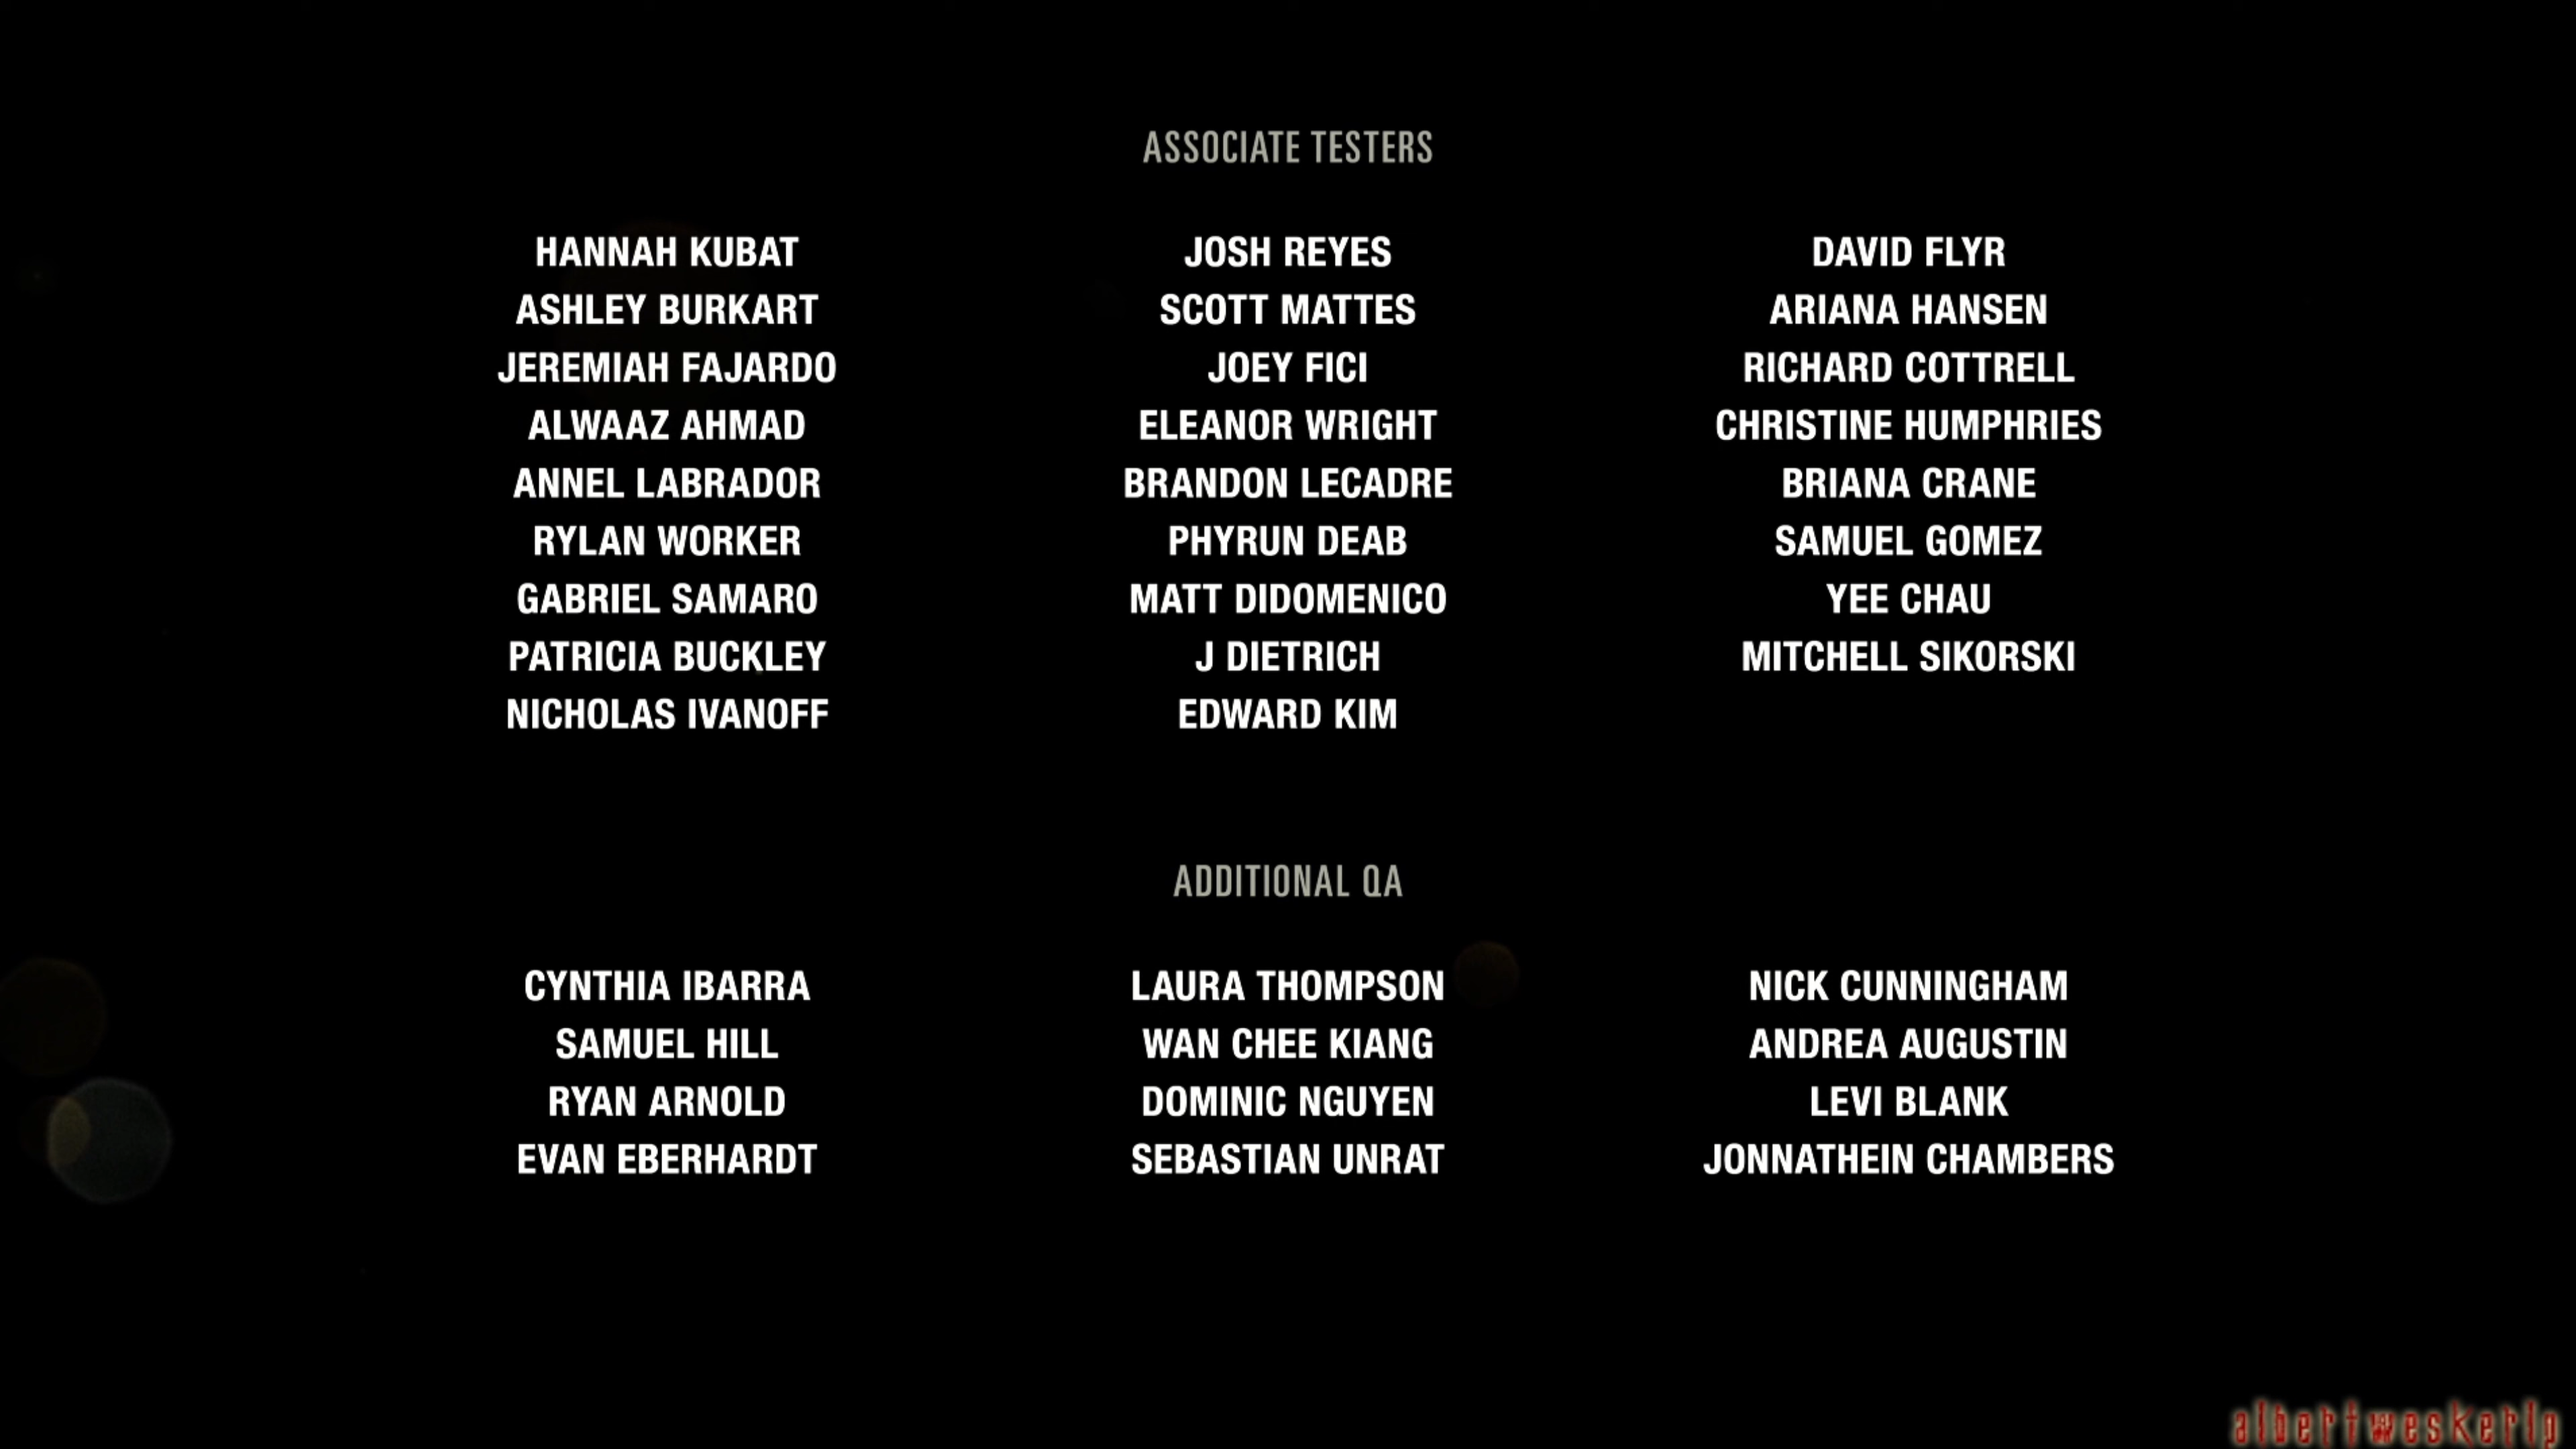 ASSOCIATE TESTERS
HANNAH KUBAT
ASHLEY BURKART
JEREMIAH FAJARDO
ALWAAZ AHMAD
ANNEL LABRADOR
RYLAN WORKER
GABRIEL SAMARO
PATRICIA BUCKLEY
NICHOLAS IVANOFF
JOSH REYES
SCOTT MATTES
JOEY FICI
ELEANOR WRIGHT
BRANDON LECADRE
PHYRUN DEAB
MATT DIDOMENICO
J DIETRICH
EDWARD KIM
DAVID FLYR
ARIANA HANSEN
RICHARD COTTRELL
CHRISTINE HUMPHRIES
BRIANA CRANE
SAMUEL GOMEZ
YEE CHAU
MITCHELL SIKORSKI
ADDITIONAL QA
CYNTHIA IBARRA
SAMUEL HILL
RYAN ARNOLD
EVAN EBERHARDT
LAURA THOMPSON
WAN CHEE KIANG
DOMINIC NGUYEN
SEBASTIAN UNRAT
NICK CUNNINGHAM
ANDREA AUGUSTIN
LEVI BLANK
JONNATHEIN CHAMBERS
albertweskerlp